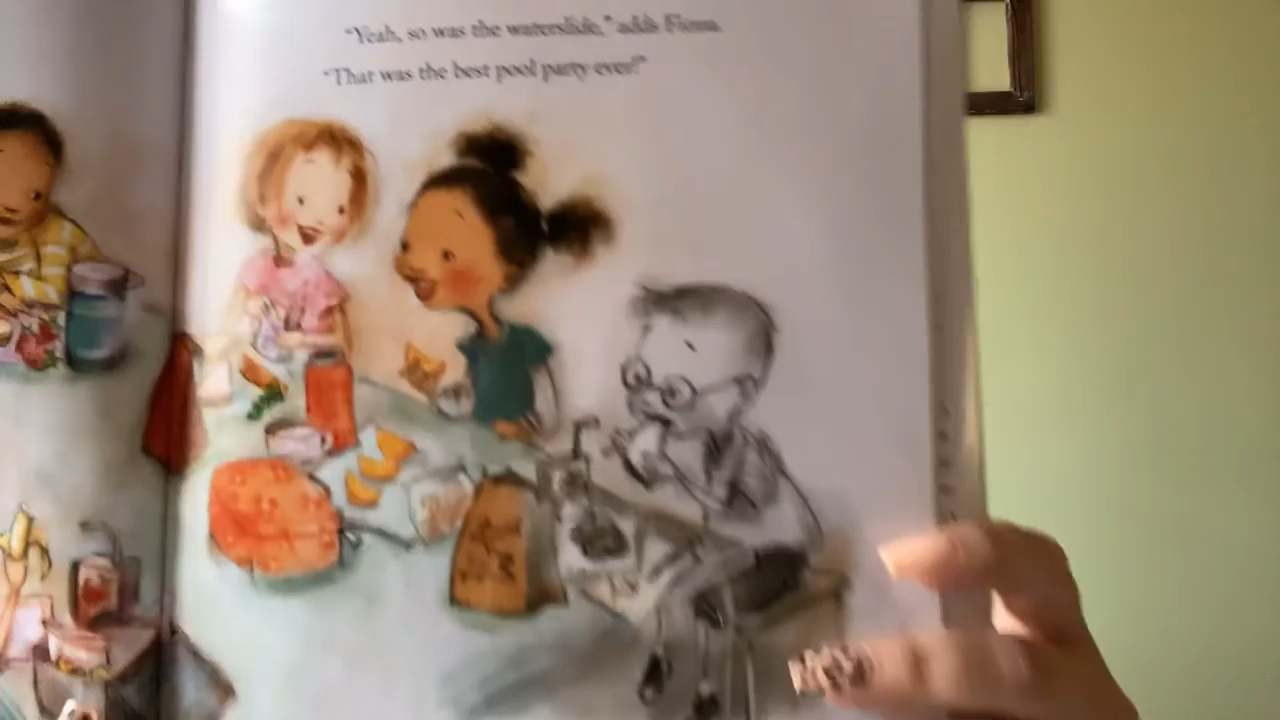 "Yeah, so was the waterslide," adds Fiona.
"That was the best pool party ever!"